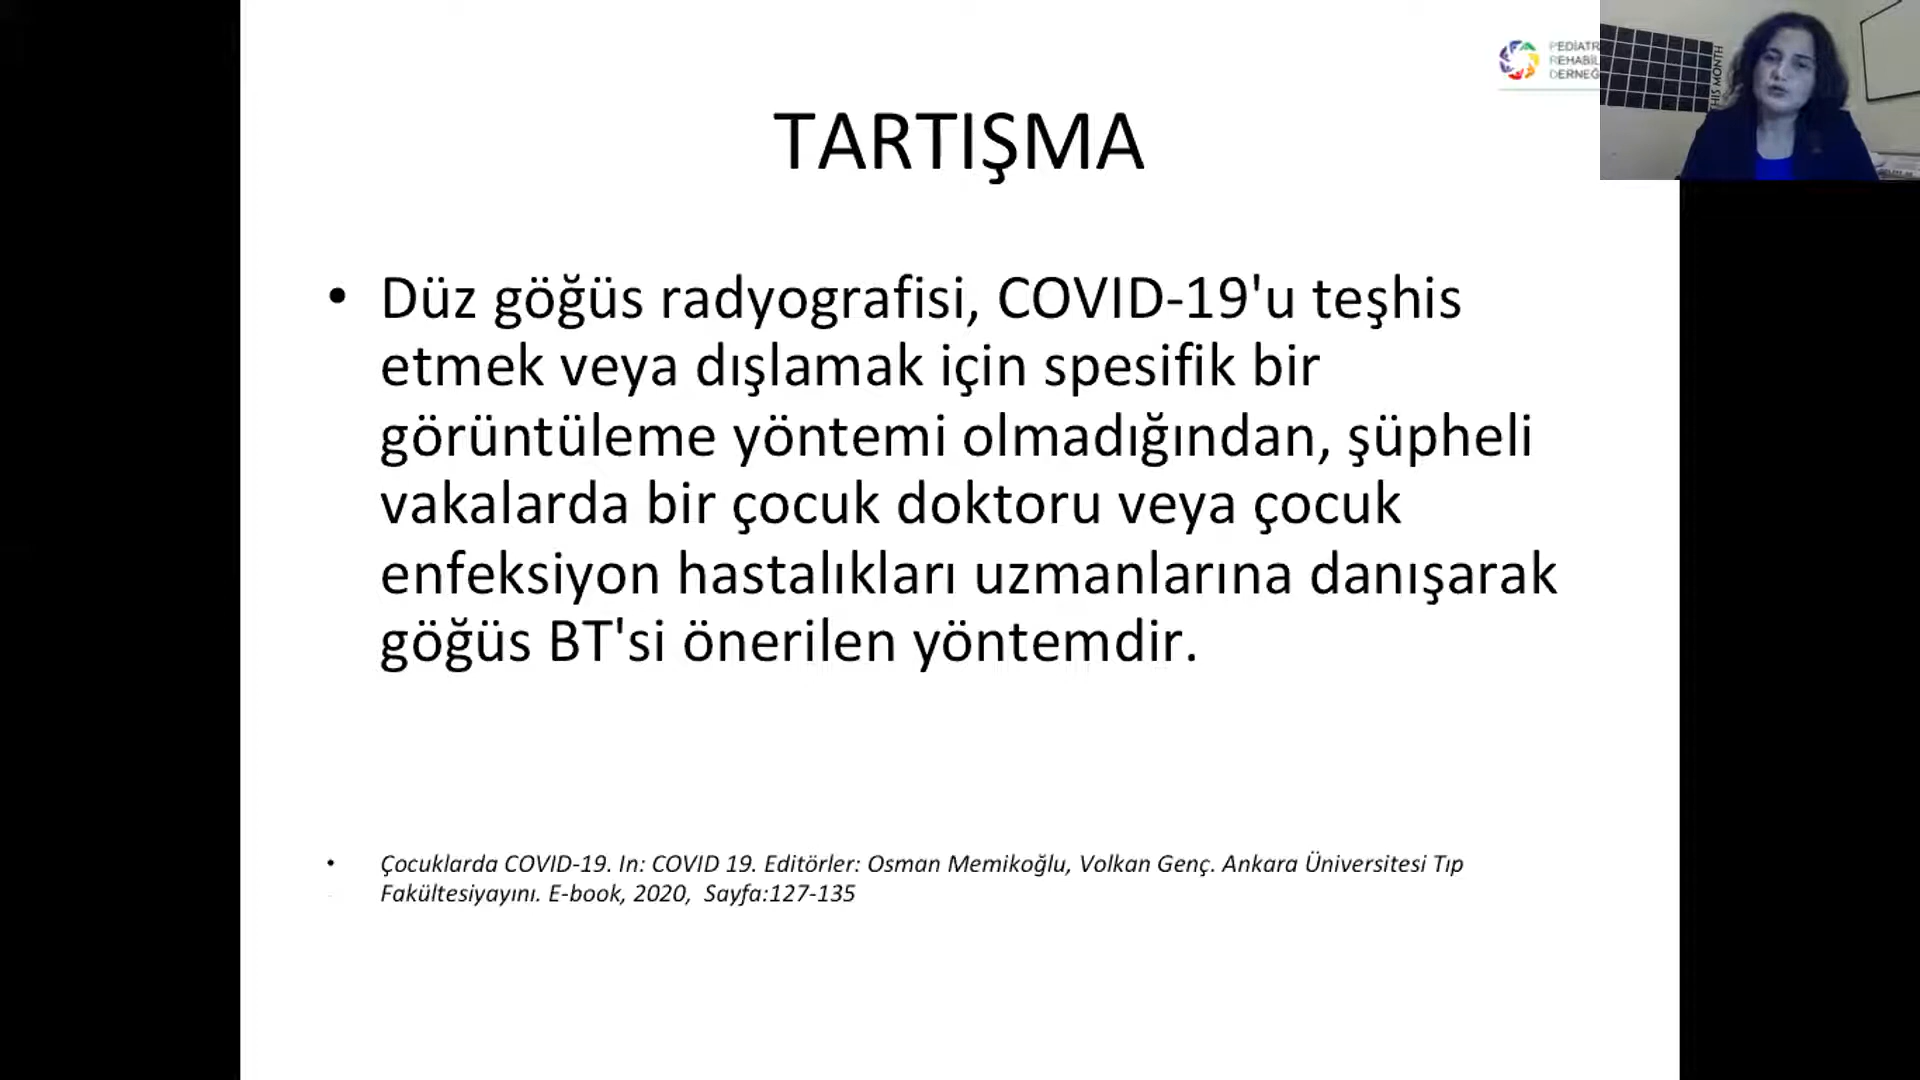 PEDİATR
REHABİL
DERNEĞ
THIS MONTH
TARTIŞMA
• Düz göğüs radyografisi, COVID-19'u teşhis
etmek veya dışlamak için spesifik bir
görüntüleme yöntemi olmadığından, şüpheli
vakalarda bir çocuk doktoru veya çocuk
enfeksiyon hastalıkları uzmanlarına danışarak
göğüs BT'si önerilen yöntemdir.
• Çocuklarda COVID-19. In: COVID 19. Editörler: Osman Memikoğlu, Volkan Genç. Ankara Üniversitesi Tıp
Fakültesiyayını. E-book, 2020, Sayfa:127-135